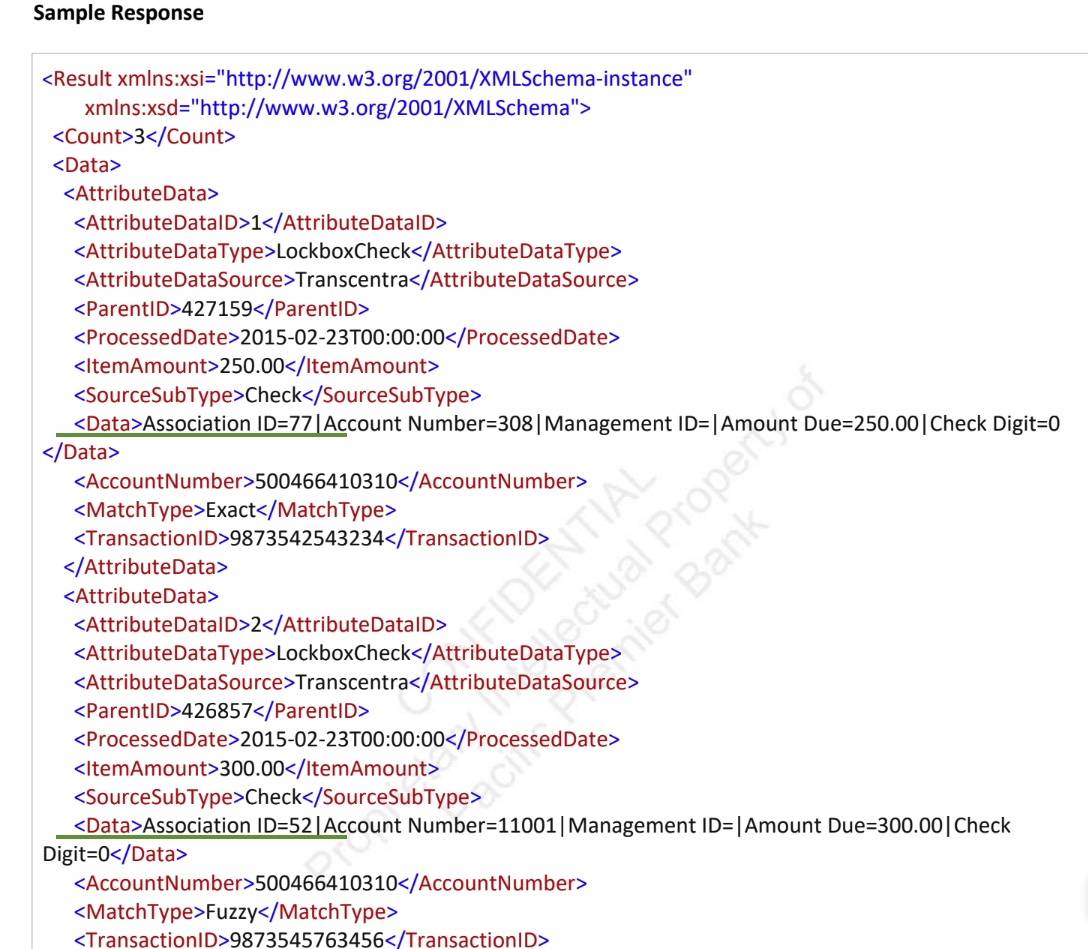 Sample Response
<Result xmlns:xsi="http://www.w3.org/2001/XMLSchema-instance"
xmlns:xsd="http://www.w3.org/2001/XMLSchema">
<Count>3</Count>
<Data>
<AttributeData>
<AttributeDataID>1</AttributeDataID>
<AttributeDataType>LockboxCheck</AttributeDataType>
<AttributeDataSource>Transcentra</AttributeDataSource>
<ParentID>427159</ParentID>
<ProcessedDate>2015-02-23T00:00:00</ProcessedDate>
<ItemAmount>250.00</ItemAmount>
<SourceSubType>Check</SourceSubType>
<Data>Association ID=77|Account Number=308|Management ID=|Amount Due=250.00|Check Digit=0
</Data>
<AccountNumber>500466410310</AccountNumber>
<MatchType>Exact</MatchType>
<TransactionID>9873542543234</TransactionID>
</AttributeData>
<AttributeData>
<AttributeDataID>2</AttributeDataID>
<AttributeDataType>LockboxCheck</AttributeDataType>
<AttributeDataSource>Transcentra</AttributeDataSource>
<ParentID>426857</ParentID>
<ProcessedDate>2015-02-23T00:00:00</ProcessedDate>
<ItemAmount>300.00</ItemAmount>
<SourceSubType>Check</SourceSubType>
<Data>Association ID=52|Account Number=11001|Management ID=|Amount Due=300.00|Check
Digit=0</Data>
<AccountNumber>500466410310</AccountNumber>
<MatchType>Fuzzy</MatchType>
<TransactionID>9873545763456</TransactionID>
CONFIDENTIAL
Proprietary Intellectual Property of
Pacific Premier Bank